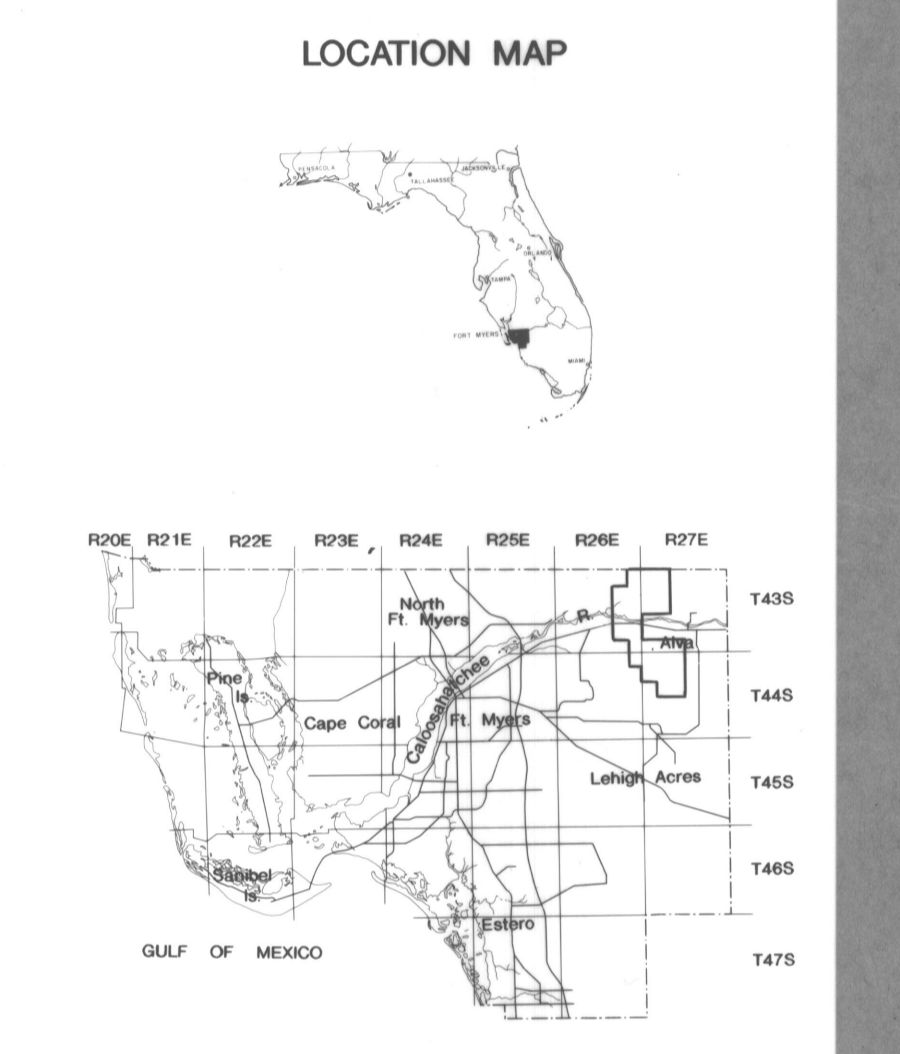 LOCATION MAP
PENSACOLA
TALLAHASSEE
JACKSONVILLE
ORLANDO
TAMPA
FORT MYERS
MIAMI
R20E R21E R22E R23E R24E R25E R26E R27E
North
Ft. Myers
R.
T43S
Alva
Pine
Is.
Caloosahatchee
T44S
Cape Coral
Ft. Myers
Lehigh Acres
T45S
Sanibel
Is.
T46S
Estero
GULF OF MEXICO
T47S